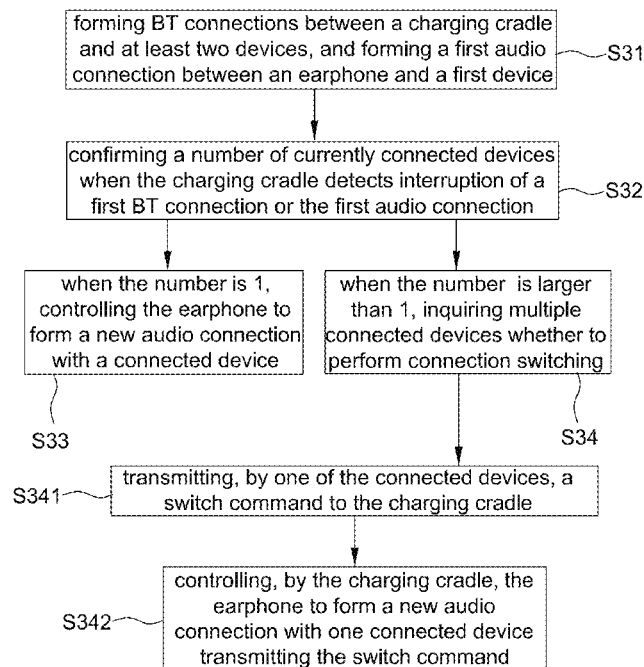 forming BT connections between a charging cradle
and at least two devices, and forming a first audio
connection between an earphone and a first device
S31
confirming a number of currently connected devices
when the charging cradle detects interruption of a
first BT connection or the first audio connection
S32
when the number is 1,
controlling the earphone to
form a new audio connection
with a connected device
S33
when the number is larger
than 1, inquiring multiple
connected devices whether to
perform connection switching
S34
transmitting, by one of the connected devices, a
switch command to the charging cradle
S341
controlling, by the charging cradle, the
earphone to form a new audio
connection with one connected device
transmitting the switch command
S342